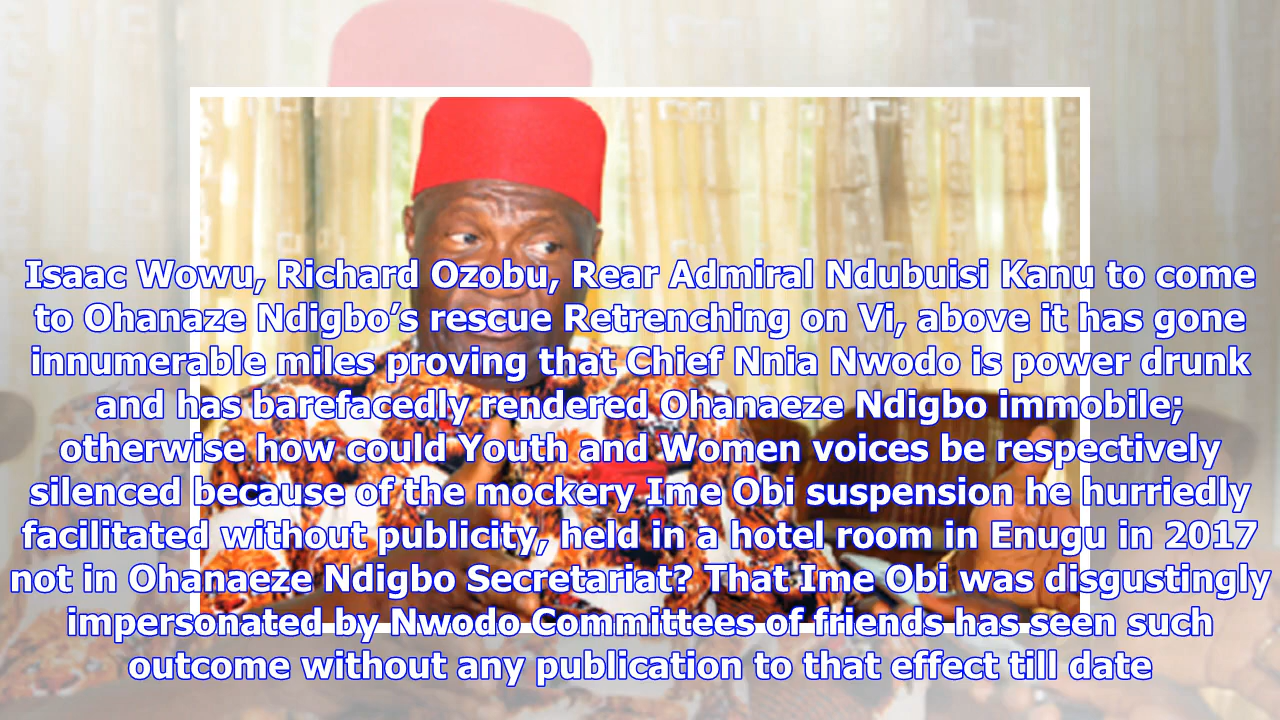 Isaac Wowu, Richard Ozobu, Rear Admiral Ndubuisi Kanu to come
to Ohanaze Ndigbo’s rescue Retrenching on Vi, above it has gone
innumerable miles proving that Chief Nnia Nwodo is power drunk
and has barefacedly rendered Ohanaeze Ndigbo immobile;
otherwise how could Youth and Women voices be respectively
silenced because of the mockery Ime Obi suspension he hurriedly
facilitated without publicity, held in a hotel room in Enugu in 2017
not in Ohanaeze Ndigbo Secretariat? That Ime Obi was disgustingly
impersonated by Nwodo Committees of friends has seen such
outcome without any publication to that effect till date